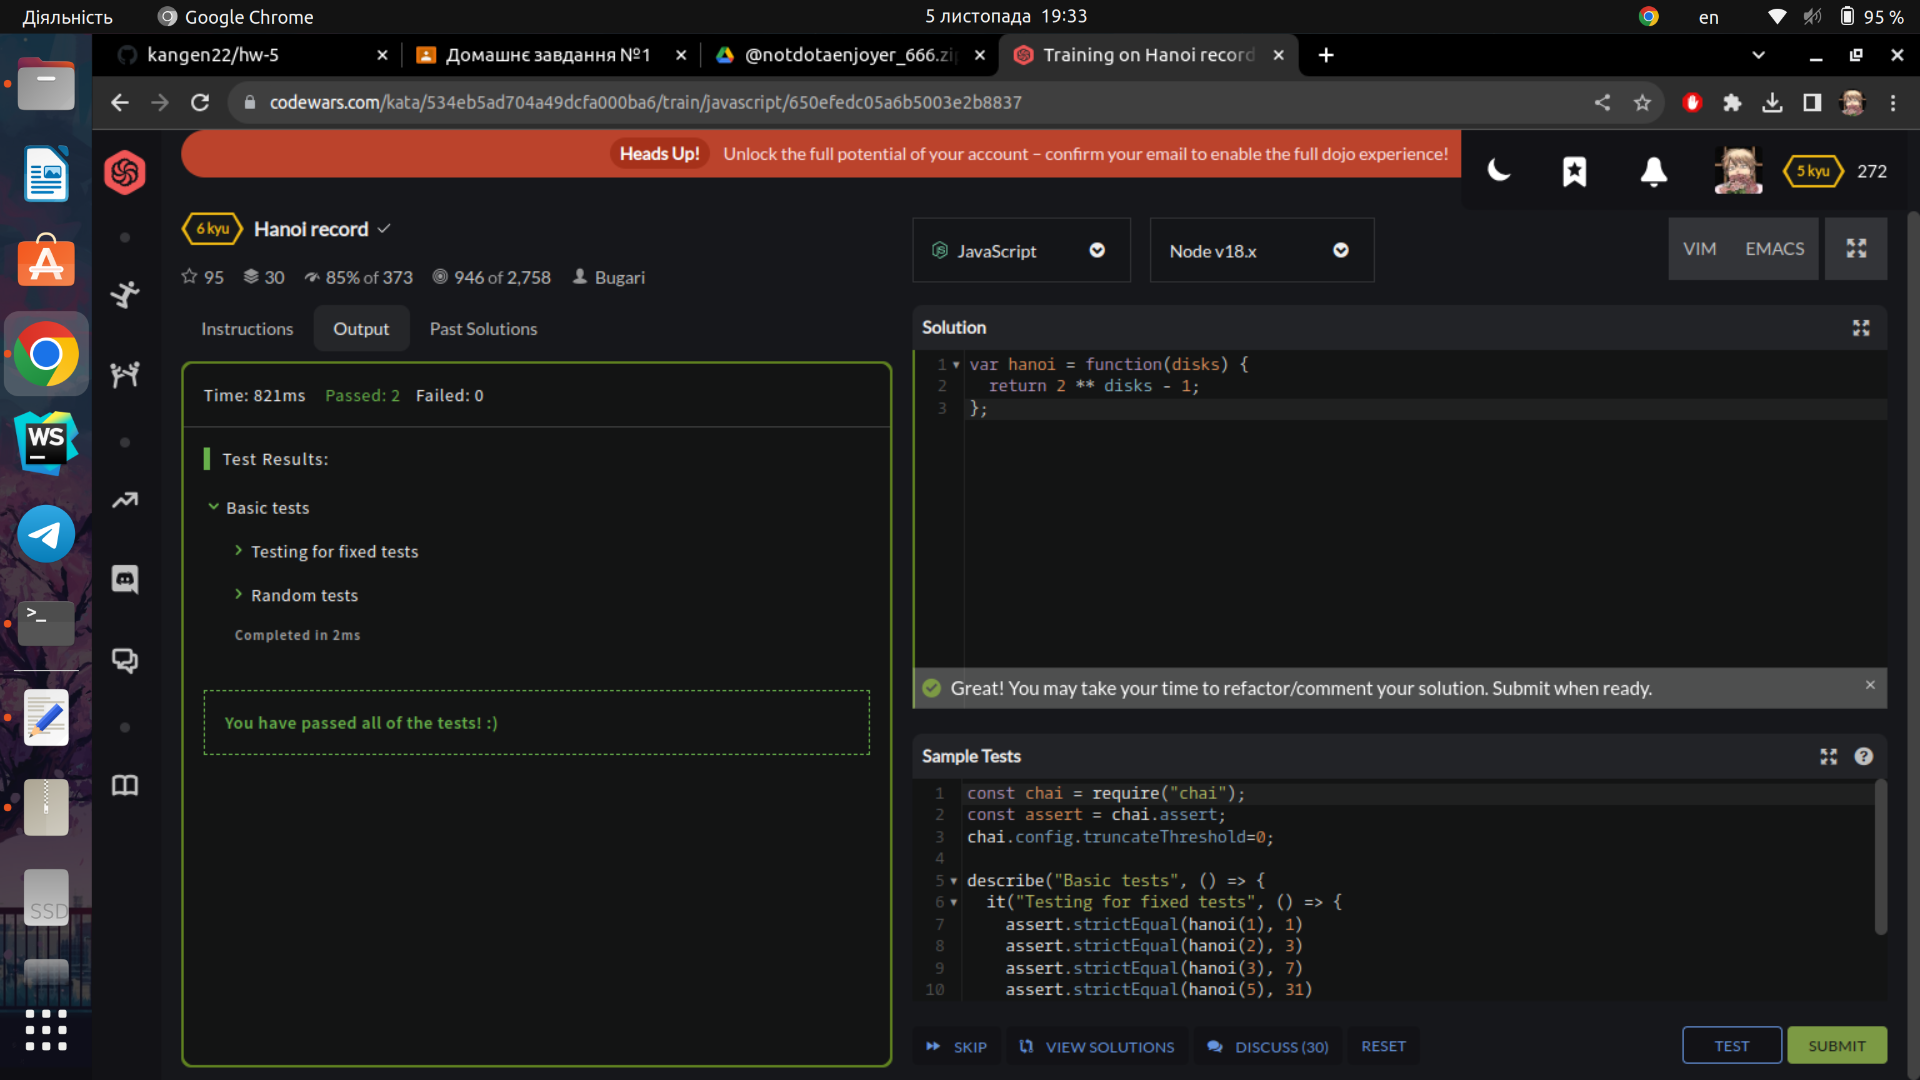 Діяльність
Google Chrome
5 листопада 19:33
en
95 %
kangen22/hw-5
Домашнє завдання №1
@notdotaenjoyer_666.zip
Training on Hanoi record
codewars.com/kata/534eb5ad704a49dcfa000ba6/train/javascript/650efedc05a6b5003e2b8837
Heads Up! Unlock the full potential of your account – confirm your email to enable the full dojo experience!
5 kyu 272
6 kyu Hanoi record
95 30 85% of 373 946 of 2,758 Bugari
JavaScript
Node v18.x
VIM EMACS
Instructions Output Past Solutions
Time: 821ms Passed: 2 Failed: 0
Test Results:
Basic tests
Testing for fixed tests
Random tests
Completed in 2ms
You have passed all of the tests! :)
Solution
1 var hanoi = function(disks) {
2 return 2 ** disks - 1;
3 };
Great! You may take your time to refactor/comment your solution. Submit when ready.
Sample Tests
1 const chai = require("chai");
2 const assert = chai.assert;
3 chai.config.truncateThreshold=0;
4
5 describe("Basic tests", () => {
6 it("Testing for fixed tests", () => {
7 assert.strictEqual(hanoi(1), 1)
8 assert.strictEqual(hanoi(2), 3)
9 assert.strictEqual(hanoi(3), 7)
10 assert.strictEqual(hanoi(5), 31)
SKIP VIEW SOLUTIONS DISCUSS (30) RESET
TEST SUBMIT
WS
>_
SSD